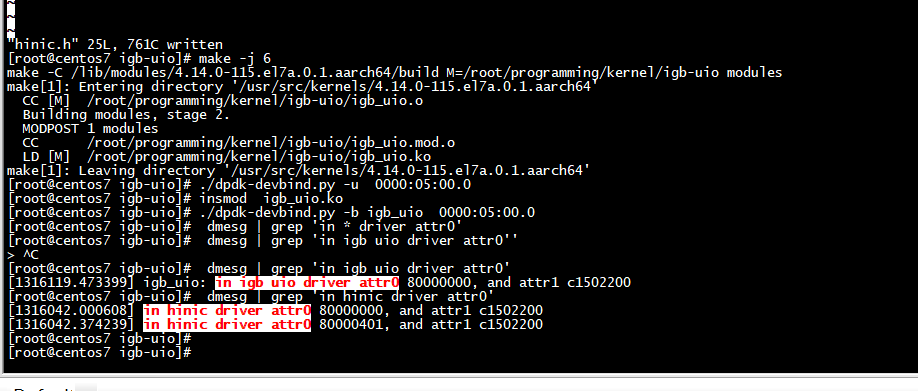 ~
~
~
"hinic.h" 25L, 761C written
[root@centos7 igb-uio]# make -j 6
make -C /lib/modules/4.14.0-115.el7a.0.1.aarch64/build M=/root/programming/kernel/igb-uio modules
make[1]: Entering directory '/usr/src/kernels/4.14.0-115.el7a.0.1.aarch64'
  CC [M]  /root/programming/kernel/igb-uio/igb_uio.o
  Building modules, stage 2.
  MODPOST 1 modules
  CC      /root/programming/kernel/igb-uio/igb_uio.mod.o
  LD [M]  /root/programming/kernel/igb-uio/igb_uio.ko
make[1]: Leaving directory '/usr/src/kernels/4.14.0-115.el7a.0.1.aarch64'
[root@centos7 igb-uio]# ./dpdk-devbind.py -u  0000:05:00.0
[root@centos7 igb-uio]# insmod  igb_uio.ko
[root@centos7 igb-uio]# ./dpdk-devbind.py -b igb_uio  0000:05:00.0
[root@centos7 igb-uio]#  dmesg | grep 'in * driver attr0'
[root@centos7 igb-uio]#  dmesg | grep 'in igb uio driver attr0''
> ^C
[root@centos7 igb-uio]#  dmesg | grep 'in igb uio driver attr0'
[1316119.473399] igb_uio: in igb uio driver attr0 80000000, and attr1 c1502200
[root@centos7 igb-uio]#  dmesg | grep 'in hinic driver attr0'
[1316042.000608] in hinic driver attr0 80000000, and attr1 c1502200
[1316042.374239] in hinic driver attr0 80000401, and attr1 c1502200
[root@centos7 igb-uio]#
[root@centos7 igb-uio]#